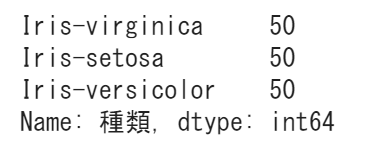 Iris-virginica     50
Iris-setosa        50
Iris-versicolor    50
Name: 種類, dtype: int64